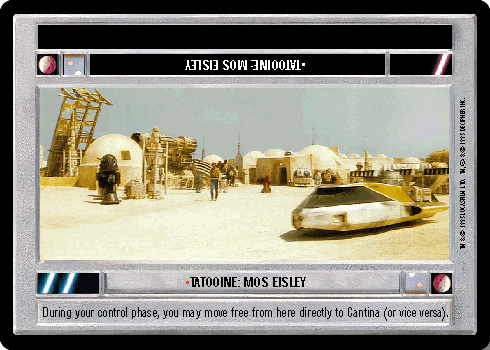 •TATOOINE: MOS EISLEY
•TATOOINE: MOS EISLEY
During your control phase, you may move free from here directly to Cantina (or vice versa).